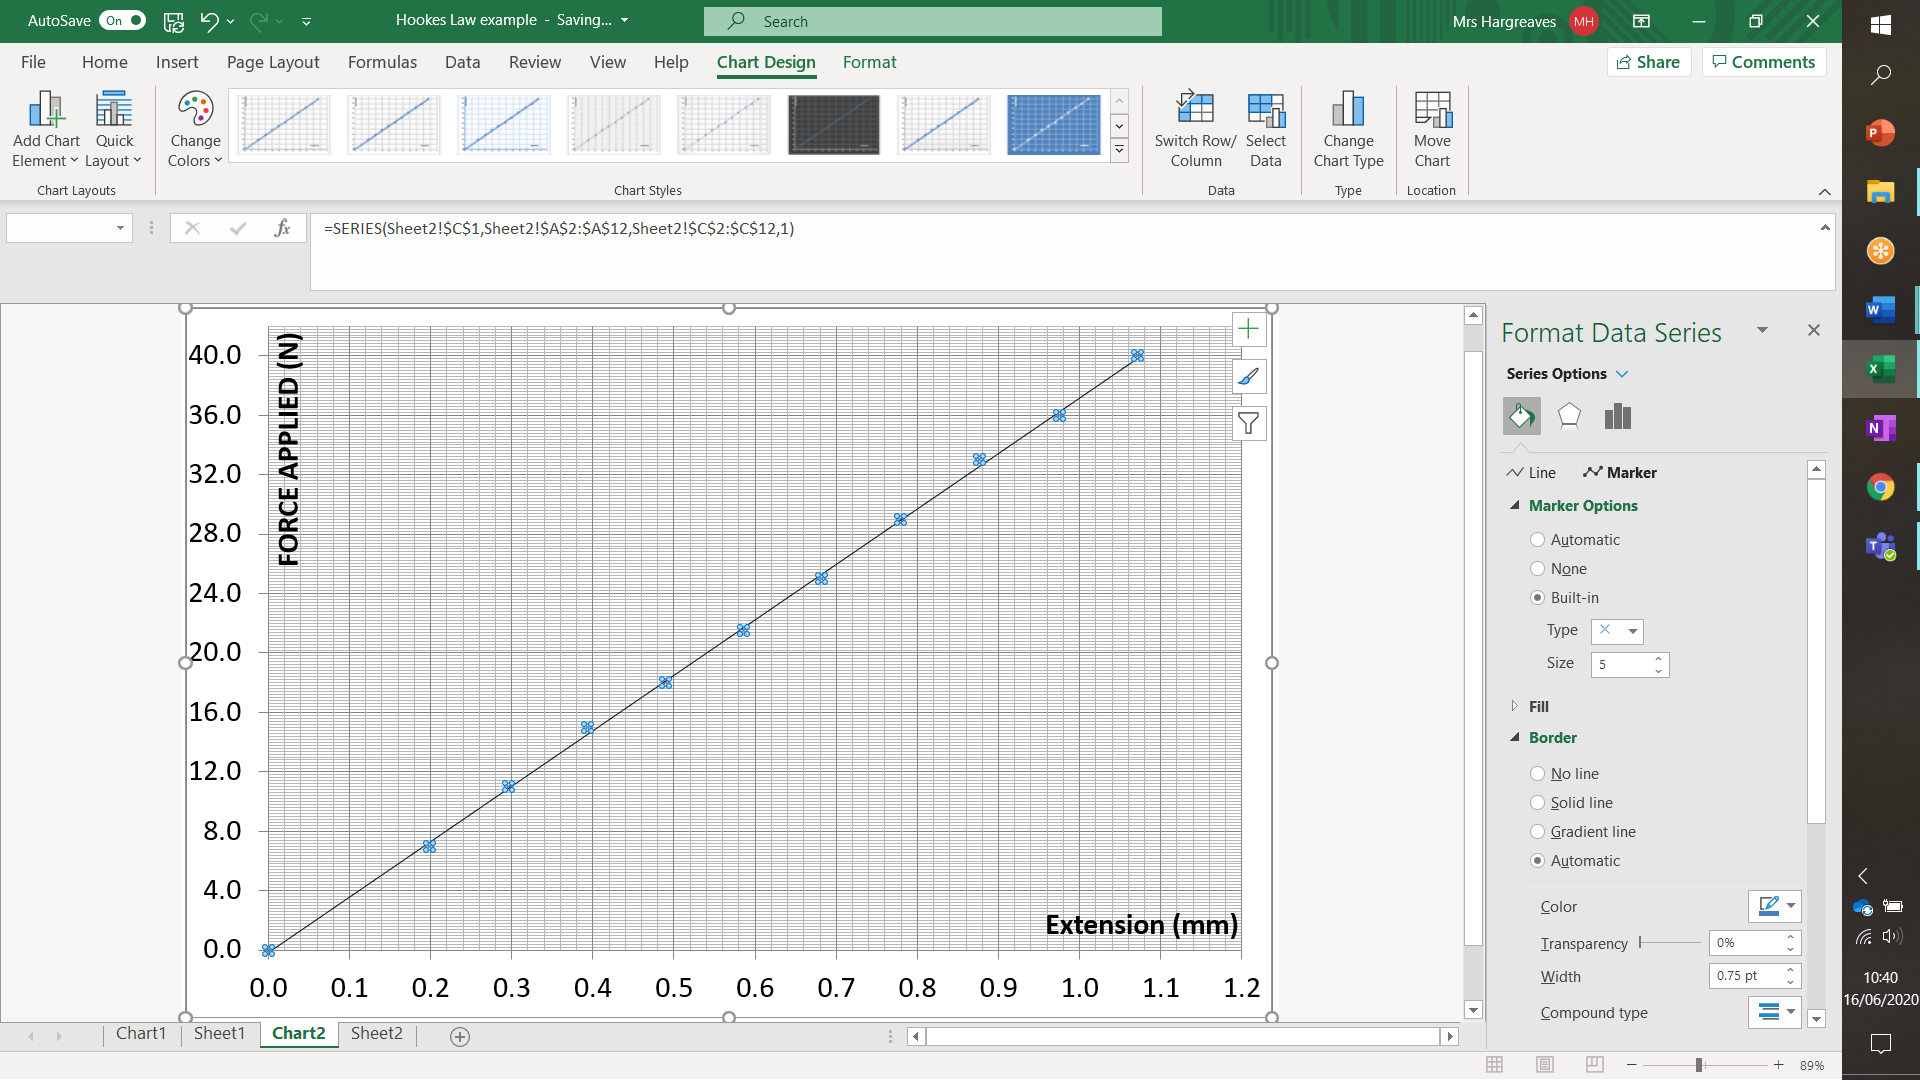 AutoSave On Hookes Law example - Saving... Search Mrs Hargreaves MH
File Home Insert Page Layout Formulas Data Review View Help Chart Design Format Share Comments
Add Chart Element Quick Layout Change Colors Switch Row/ Column Select Data Change Chart Type Move Chart
Chart Layouts Chart Styles Data Type Location
fx =SERIES(Sheet2!$C$1,Sheet2!$A$2:$A$12,Sheet2!$C$2:$C$12,1)
FORCE APPLIED (N)
40.0
36.0
32.0
28.0
24.0
20.0
16.0
12.0
8.0
4.0
0.0
Extension (mm)
0.0 0.1 0.2 0.3 0.4 0.5 0.6 0.7 0.8 0.9 1.0 1.1 1.2
Format Data Series
Series Options
Line Marker
Marker Options
Automatic
None
Built-in
Type
Size 5
Fill
Border
No line
Solid line
Gradient line
Automatic
Color
Transparency 0%
Width 0.75 pt
Compound type
Chart1 Sheet1 Chart2 Sheet2
89%
P
W
X
N
T
10:40
16/06/2020